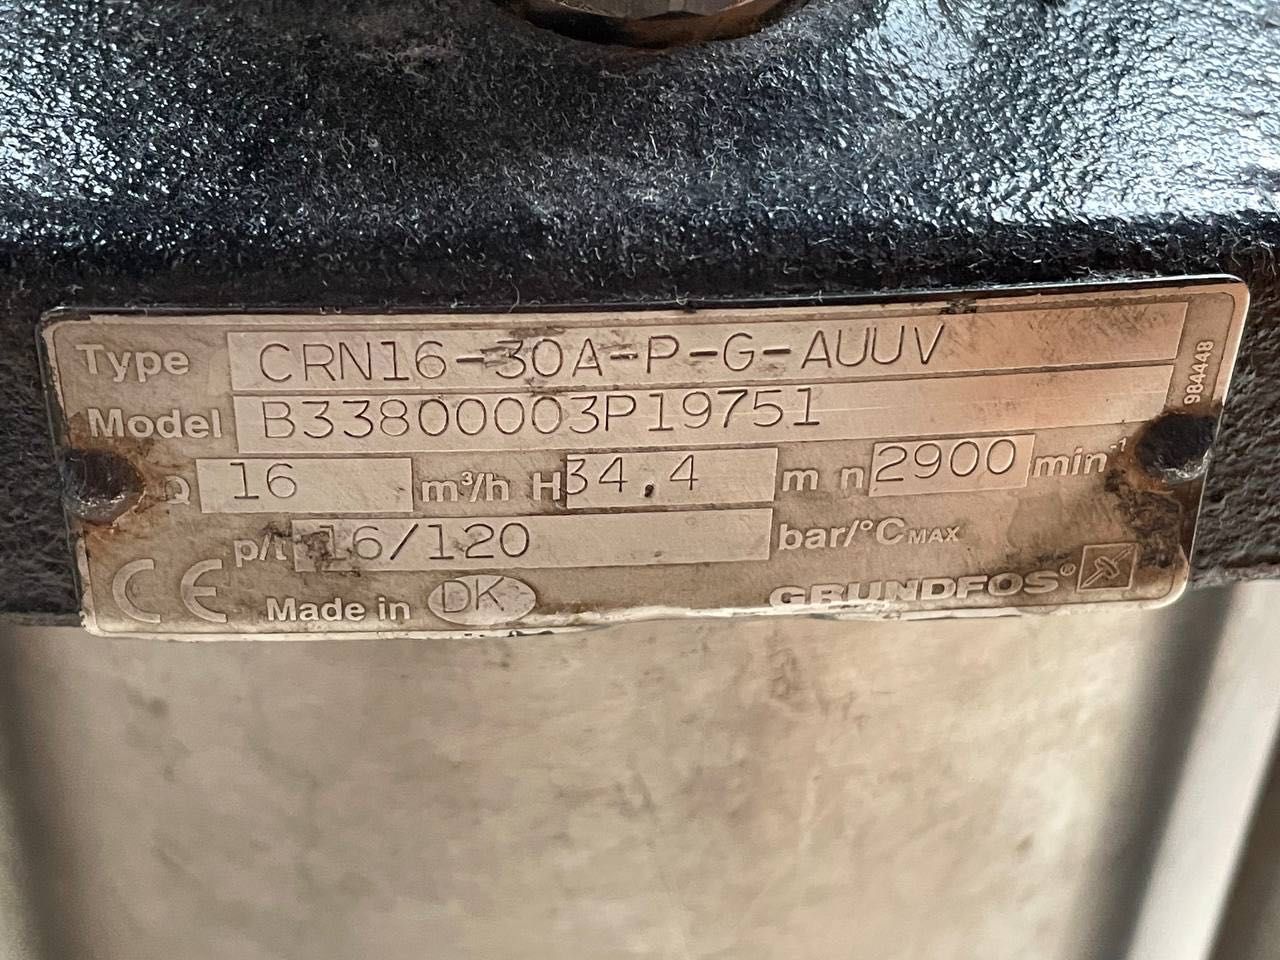 Type CRN16-30A-P-G-AUUV
Model B33800003P19751
Q 16 m³/h H 34,4 m n 2900 min⁻¹
p/t 16/120 bar/°C MAX
CE Made in DK GRUNDFOS®
984448